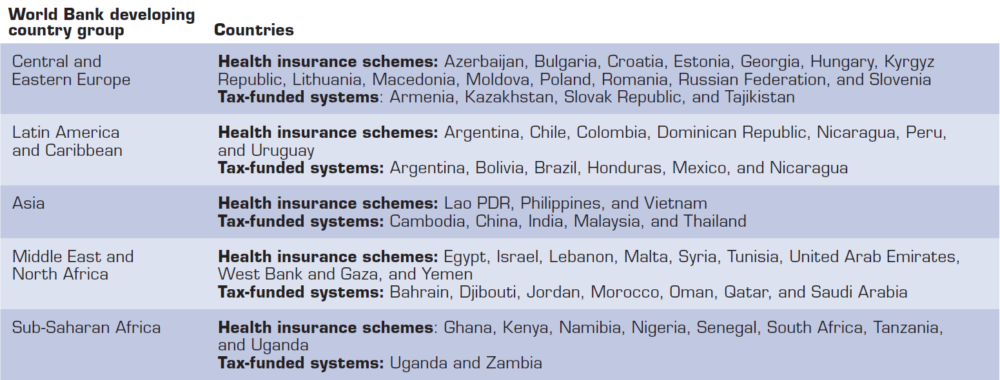 World Bank developing
country group
Countries
Central and
Eastern Europe
Health insurance schemes: Azerbaijan, Bulgaria, Croatia, Estonia, Georgia, Hungary, Kyrgyz
Republic, Lithuania, Macedonia, Moldova, Poland, Romania, Russian Federation, and Slovenia
Tax-funded systems: Armenia, Kazakhstan, Slovak Republic, and Tajikistan
Latin America
and Caribbean
Health insurance schemes: Argentina, Chile, Colombia, Dominican Republic, Nicaragua, Peru,
and Uruguay
Tax-funded systems: Argentina, Bolivia, Brazil, Honduras, Mexico, and Nicaragua
Asia
Health insurance schemes: Lao PDR, Philippines, and Vietnam
Tax-funded systems: Cambodia, China, India, Malaysia, and Thailand
Middle East and
North Africa
Health insurance schemes: Egypt, Israel, Lebanon, Malta, Syria, Tunisia, United Arab Emirates,
West Bank and Gaza, and Yemen
Tax-funded systems: Bahrain, Djibouti, Jordan, Morocco, Oman, Qatar, and Saudi Arabia
Sub-Saharan Africa
Health insurance schemes: Ghana, Kenya, Namibia, Nigeria, Senegal, South Africa, Tanzania,
and Uganda
Tax-funded systems: Uganda and Zambia